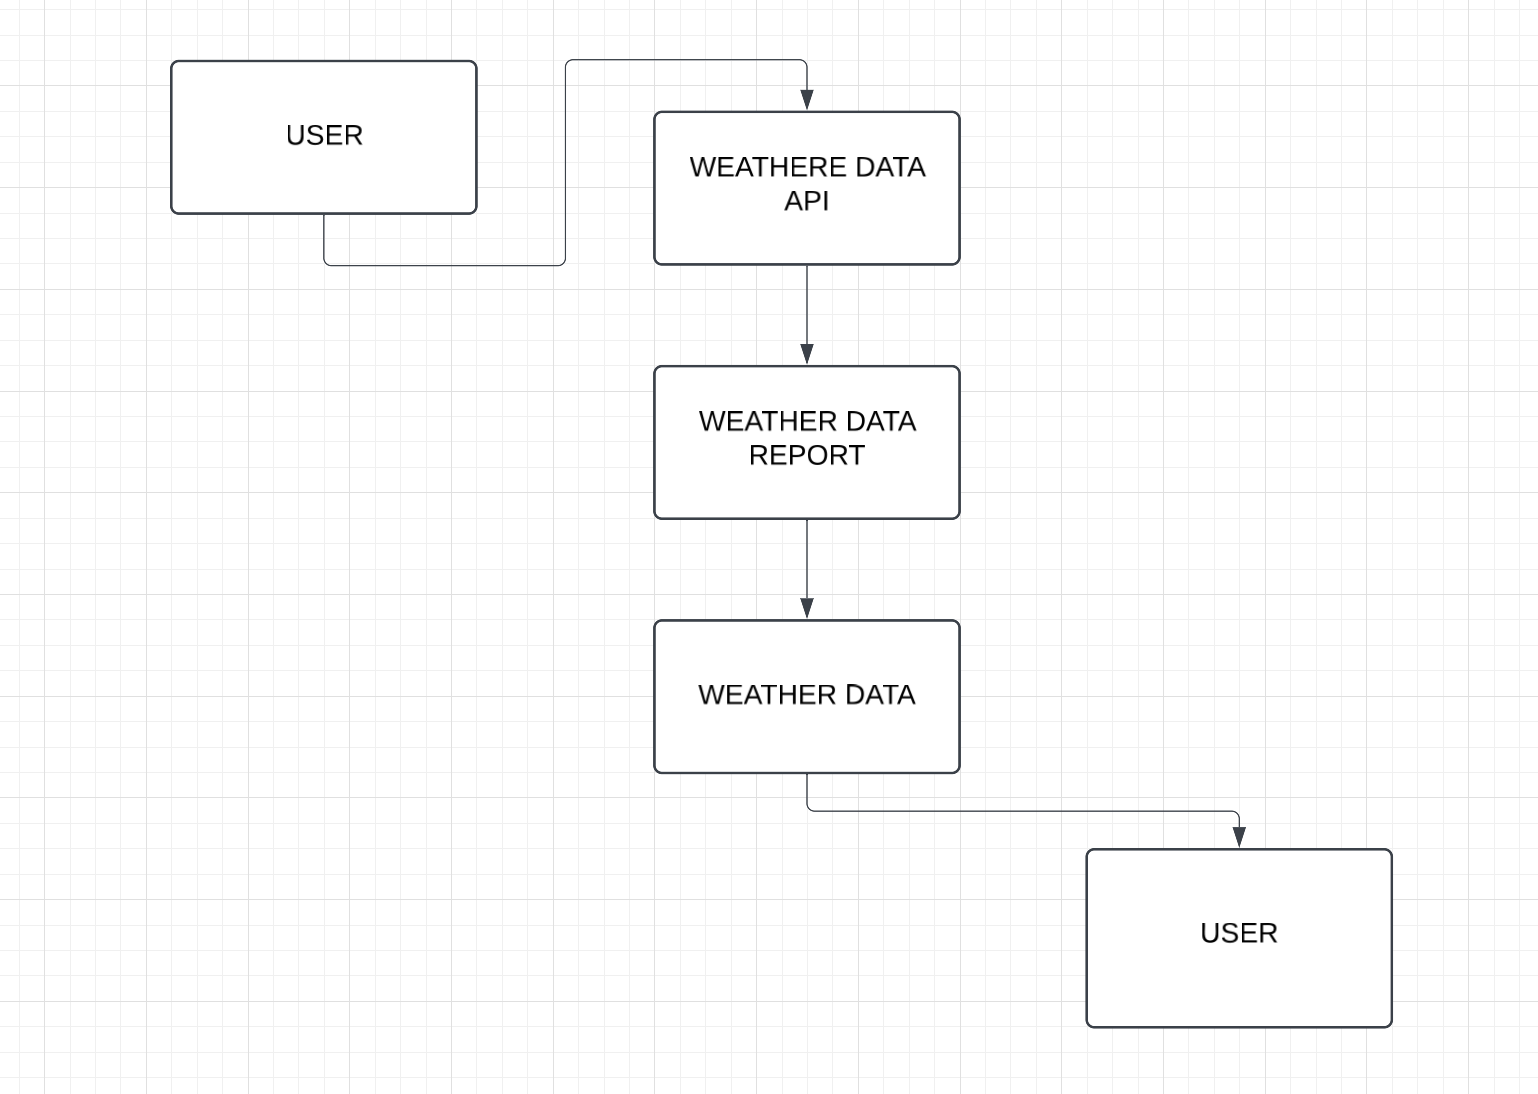 USER
WEATHERE DATA
API
WEATHER DATA
REPORT
WEATHER DATA
USER